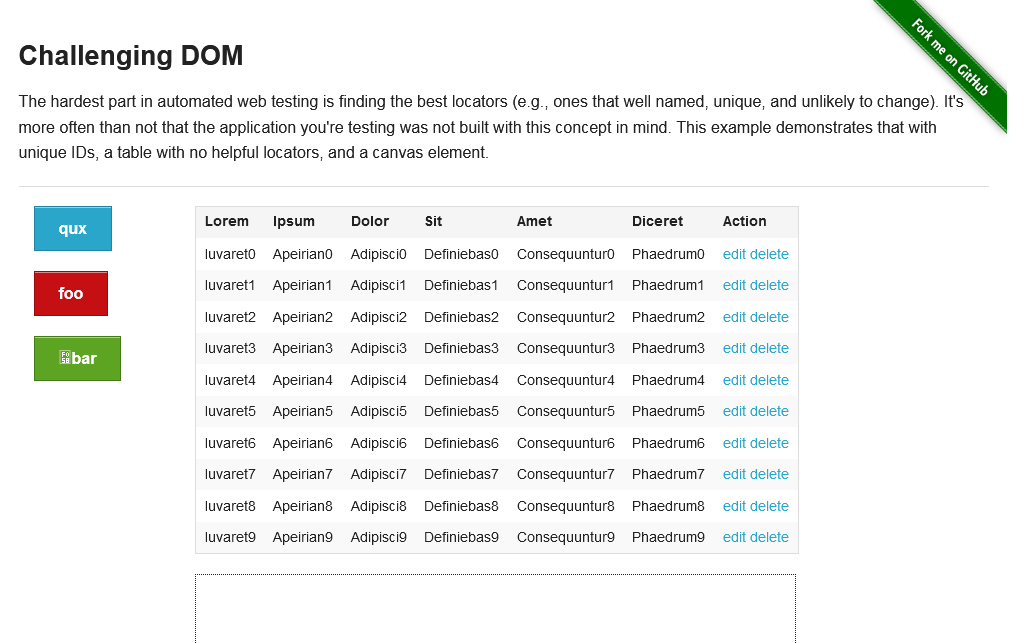 Fork me on GitHub
Challenging DOM
The hardest part in automated web testing is finding the best locators (e.g., ones that well named, unique, and unlikely to change). It's
more often than not that the application you're testing was not built with this concept in mind. This example demonstrates that with
unique IDs, a table with no helpful locators, and a canvas element.
qux
foo
bar
Lorem Ipsum Dolor Sit Amet Diceret Action
Iuvaret0 Apeirian0 Adipisci0 Definiebas0 Consequuntur0 Phaedrum0 edit delete
Iuvaret1 Apeirian1 Adipisci1 Definiebas1 Consequuntur1 Phaedrum1 edit delete
Iuvaret2 Apeirian2 Adipisci2 Definiebas2 Consequuntur2 Phaedrum2 edit delete
Iuvaret3 Apeirian3 Adipisci3 Definiebas3 Consequuntur3 Phaedrum3 edit delete
Iuvaret4 Apeirian4 Adipisci4 Definiebas4 Consequuntur4 Phaedrum4 edit delete
Iuvaret5 Apeirian5 Adipisci5 Definiebas5 Consequuntur5 Phaedrum5 edit delete
Iuvaret6 Apeirian6 Adipisci6 Definiebas6 Consequuntur6 Phaedrum6 edit delete
Iuvaret7 Apeirian7 Adipisci7 Definiebas7 Consequuntur7 Phaedrum7 edit delete
Iuvaret8 Apeirian8 Adipisci8 Definiebas8 Consequuntur8 Phaedrum8 edit delete
Iuvaret9 Apeirian9 Adipisci9 Definiebas9 Consequuntur9 Phaedrum9 edit delete